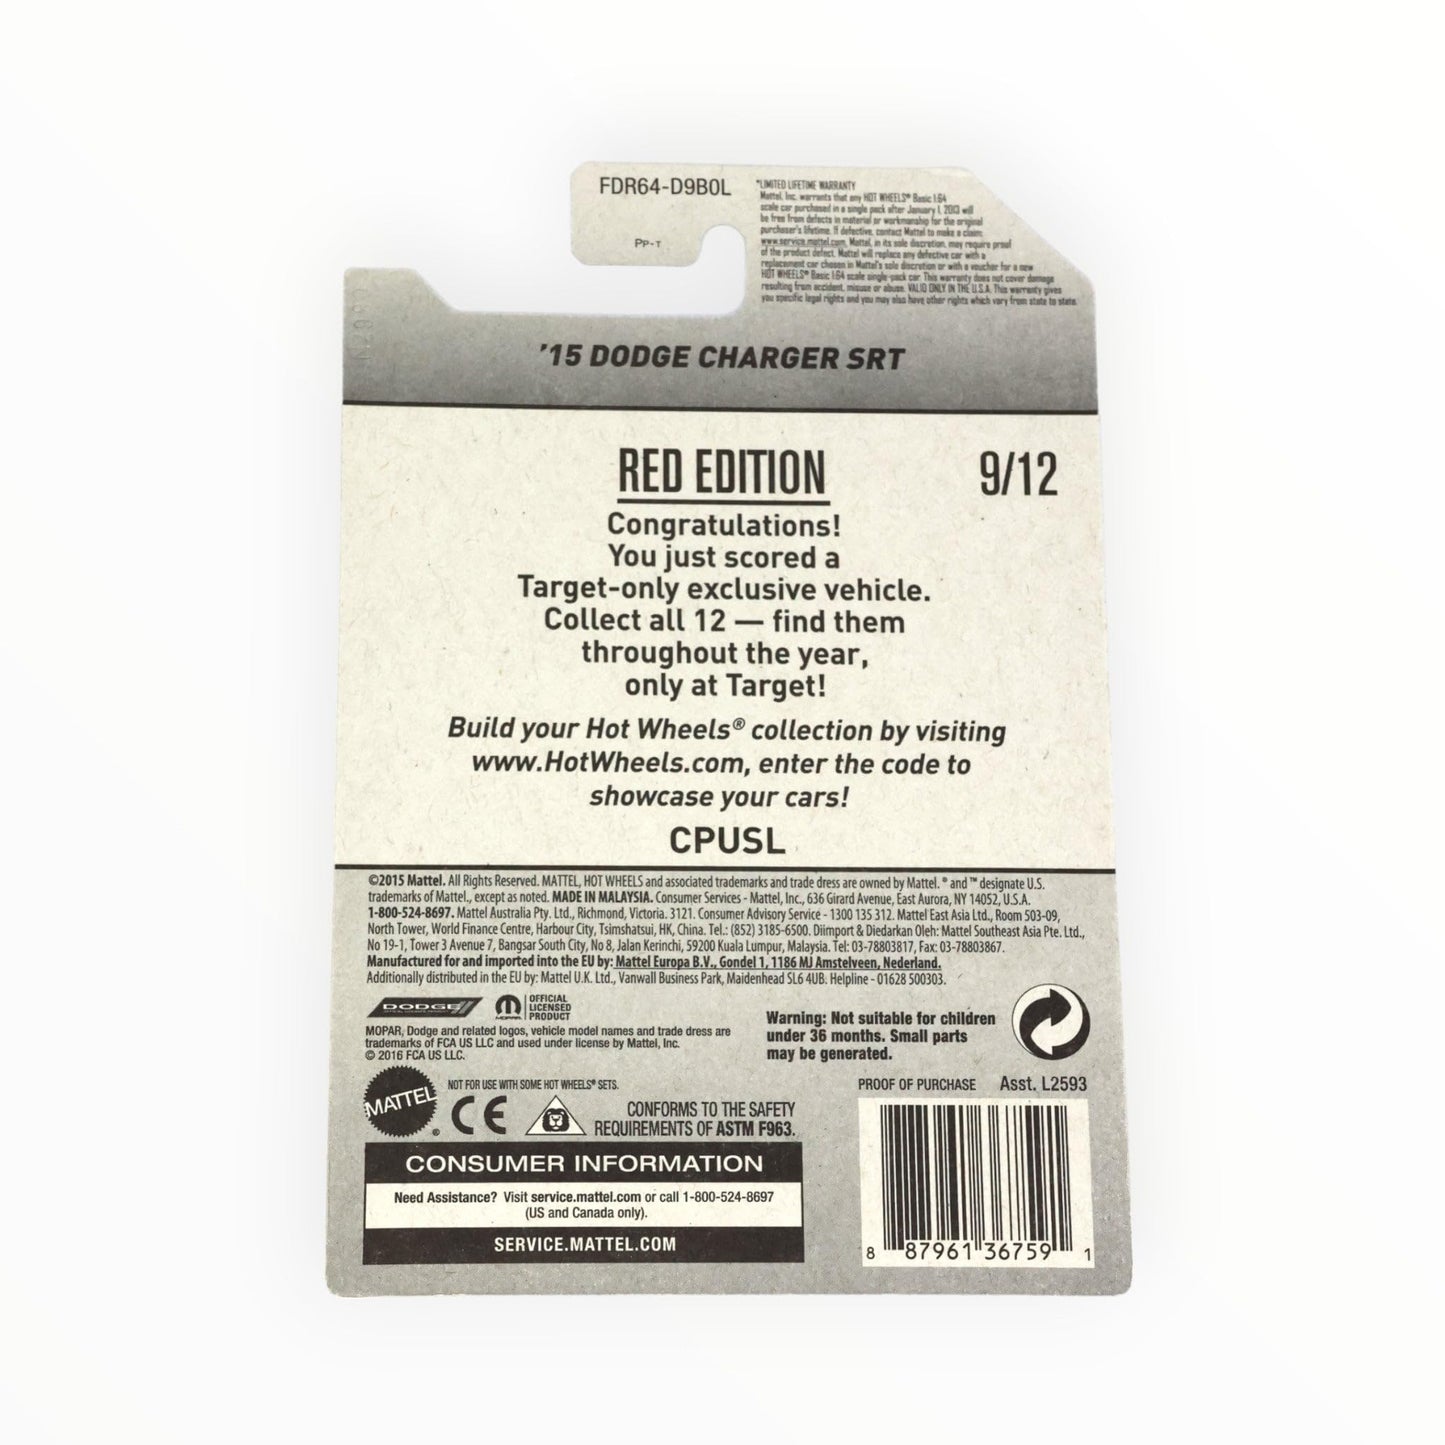 FDR64-D9B0L
Pp-T
*LIMITED LIFETIME WARRANTY
Mattel, Inc. warrants that any HOT WHEELS® Basic 1:64
scale car purchased in a single pack after January 1, 2013 will
be free from defects in material or workmanship for the original
purchaser's lifetime. If defective, contact Mattel to make a claim:
www.service.mattel.com. Mattel, in its sole discretion, may require proof
of the product defect. Mattel will replace any defective car with a
replacement car chosen in Mattel's sole discretion or with a voucher for a new
HOT WHEELS® Basic 1:64 scale single-pack car. This warranty does not cover damage
resulting from accident, misuse or abuse. VALID ONLY IN THE U.S.A. This warranty gives
you specific legal rights and you may also have other rights which vary from state to state.
'15 DODGE CHARGER SRT
RED EDITION
9/12
Congratulations!
You just scored a
Target-only exclusive vehicle.
Collect all 12 — find them
throughout the year,
only at Target!
Build your Hot Wheels® collection by visiting
www.HotWheels.com, enter the code to
showcase your cars!
CPUSL
©2015 Mattel. All Rights Reserved. MATTEL, HOT WHEELS and associated trademarks and trade dress are owned by Mattel. ® and ™ designate U.S.
trademarks of Mattel., except as noted. MADE IN MALAYSIA. Consumer Services - Mattel, Inc., 636 Girard Avenue, East Aurora, NY 14052, U.S.A.
1-800-524-8697. Mattel Australia Pty. Ltd., Richmond, Victoria. 3121. Consumer Advisory Service - 1300 135 312. Mattel East Asia Ltd., Room 503-09,
North Tower, World Finance Centre, Harbour City, Tsimshatsui, HK, China. Tel.: (852) 3185-6500. Diimport & Diedarkan Oleh: Mattel Southeast Asia Pte. Ltd.,
No 19-1, Tower 3 Avenue 7, Bangsar South City, No 8, Jalan Kerinchi, 59200 Kuala Lumpur, Malaysia. Tel: 03-78803817, Fax: 03-78803867.
Manufactured for and imported into the EU by: Mattel Europa B.V., Gondel 1, 1186 MJ Amstelveen, Nederland.
Additionally distributed in the EU by: Mattel U.K. Ltd., Vanwall Business Park, Maidenhead SL6 4UB. Helpline - 01628 500303.
DODGE
MOPAR
OFFICIAL
LICENSED
PRODUCT
MOPAR, Dodge and related logos, vehicle model names and trade dress are
trademarks of FCA US LLC and used under license by Mattel, Inc.
© 2016 FCA US LLC.
Warning: Not suitable for children
under 36 months. Small parts
may be generated.
MATTEL®
NOT FOR USE WITH SOME HOT WHEELS® SETS.
CE
CONFORMS TO THE SAFETY
REQUIREMENTS OF ASTM F963.
PROOF OF PURCHASE Asst. L2593
CONSUMER INFORMATION
Need Assistance? Visit service.mattel.com or call 1-800-524-8697
(US and Canada only).
SERVICE.MATTEL.COM
8 87961 36759 1